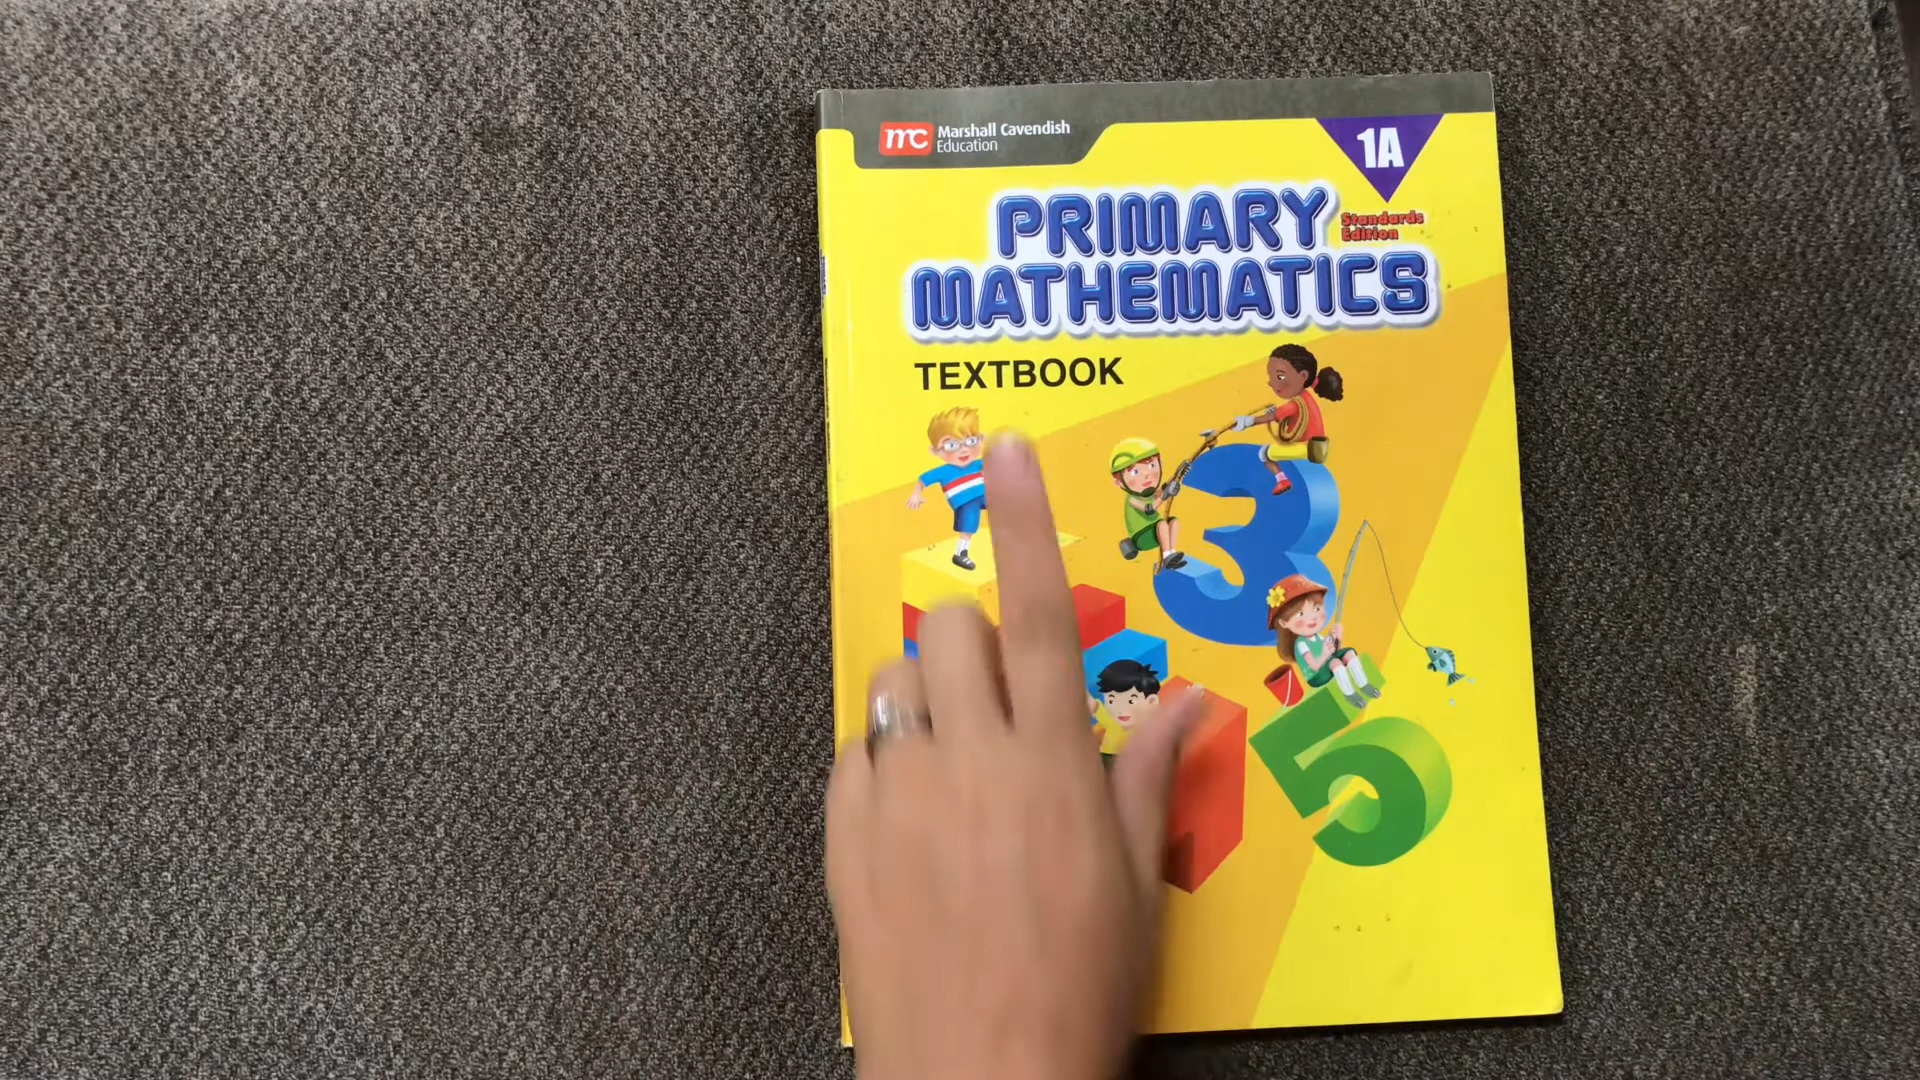 mc Marshall Cavendish
Education
1A
PRIMARY
MATHEMATICS
Standards
Edition
TEXTBOOK
3
5